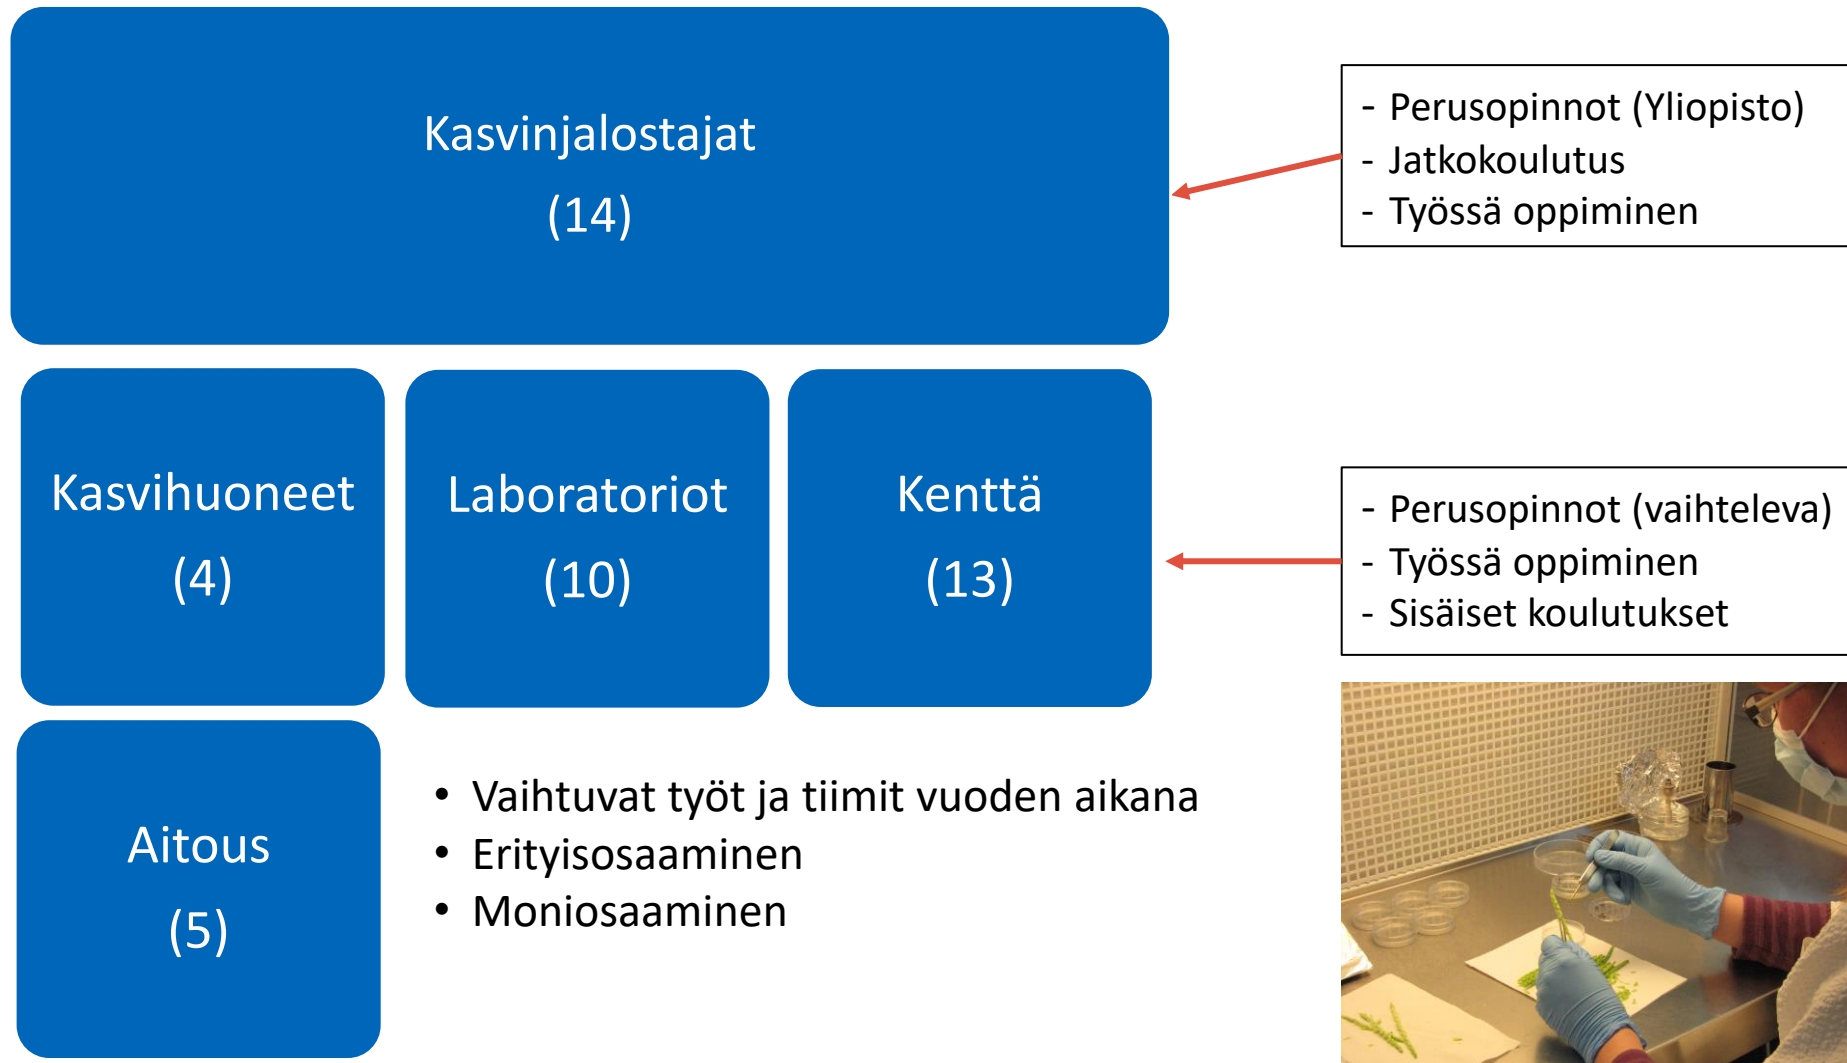 Kasvinjalostajat
(14)
- Perusopinnot (Yliopisto)
- Jatkokoulutus
- Työssä oppiminen
Kasvihuoneet
(4)
Laboratoriot
(10)
Kenttä
(13)
- Perusopinnot (vaihteleva)
- Työssä oppiminen
- Sisäiset koulutukset
Aitous
(5)
• Vaihtuvat työt ja tiimit vuoden aikana
• Erityisosaaminen
• Moniosaaminen